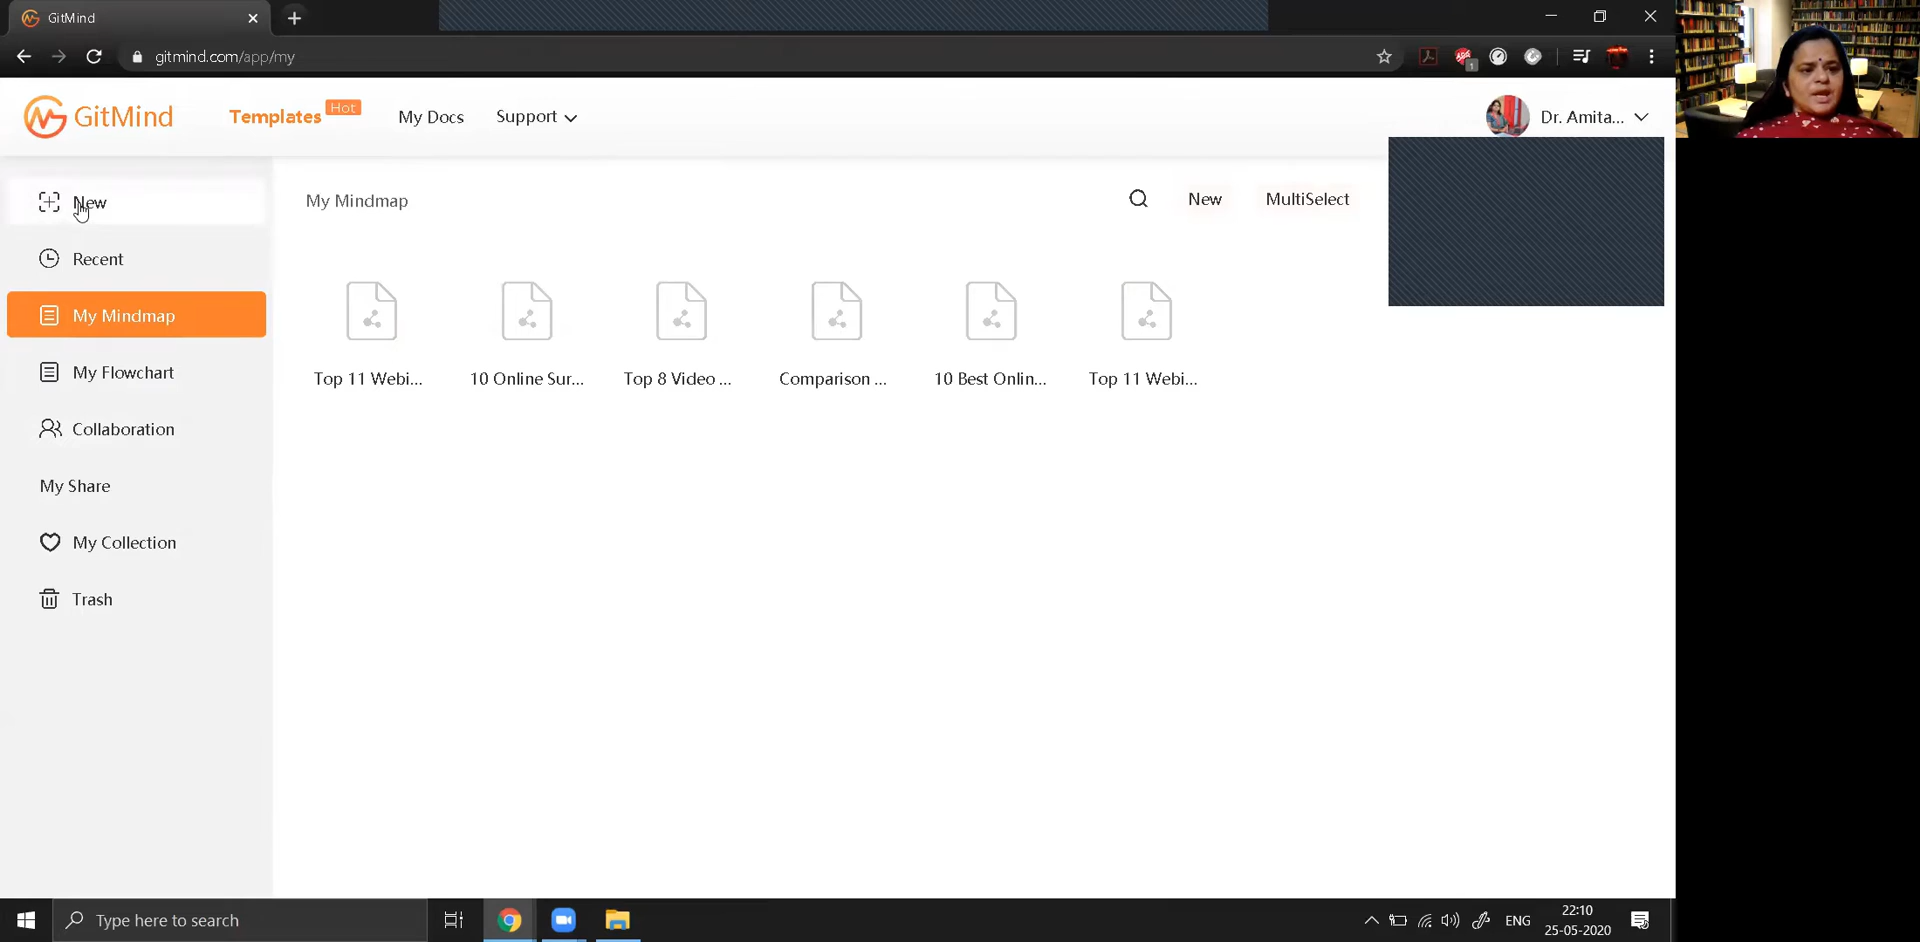 GitMind
gitmind.com/app/my
1
GitMind
Templates Hot
My Docs
Support
Dr. Amita...
New
Recent
My Mindmap
My Flowchart
Collaboration
My Share
My Collection
Trash
My Mindmap
New
MultiSelect
Top 11 Webi...
10 Online Sur...
Top 8 Video ...
Comparison ...
10 Best Onlin...
Top 11 Webi...
Type here to search
ENG
22:10
25-05-2020